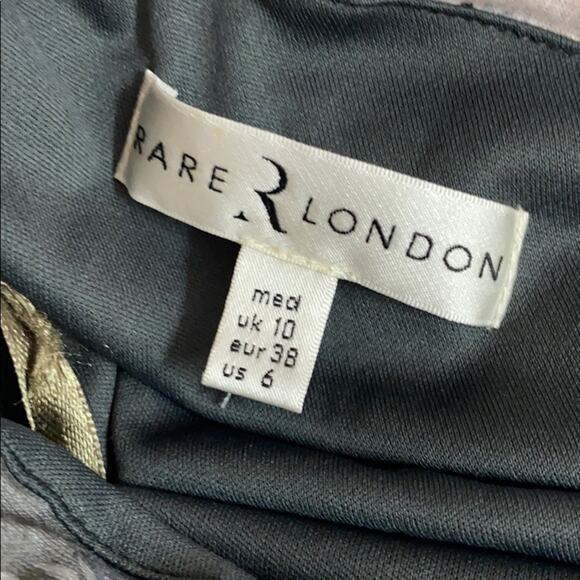 RARE R LONDON
med
uk 10
eur 38
us 6